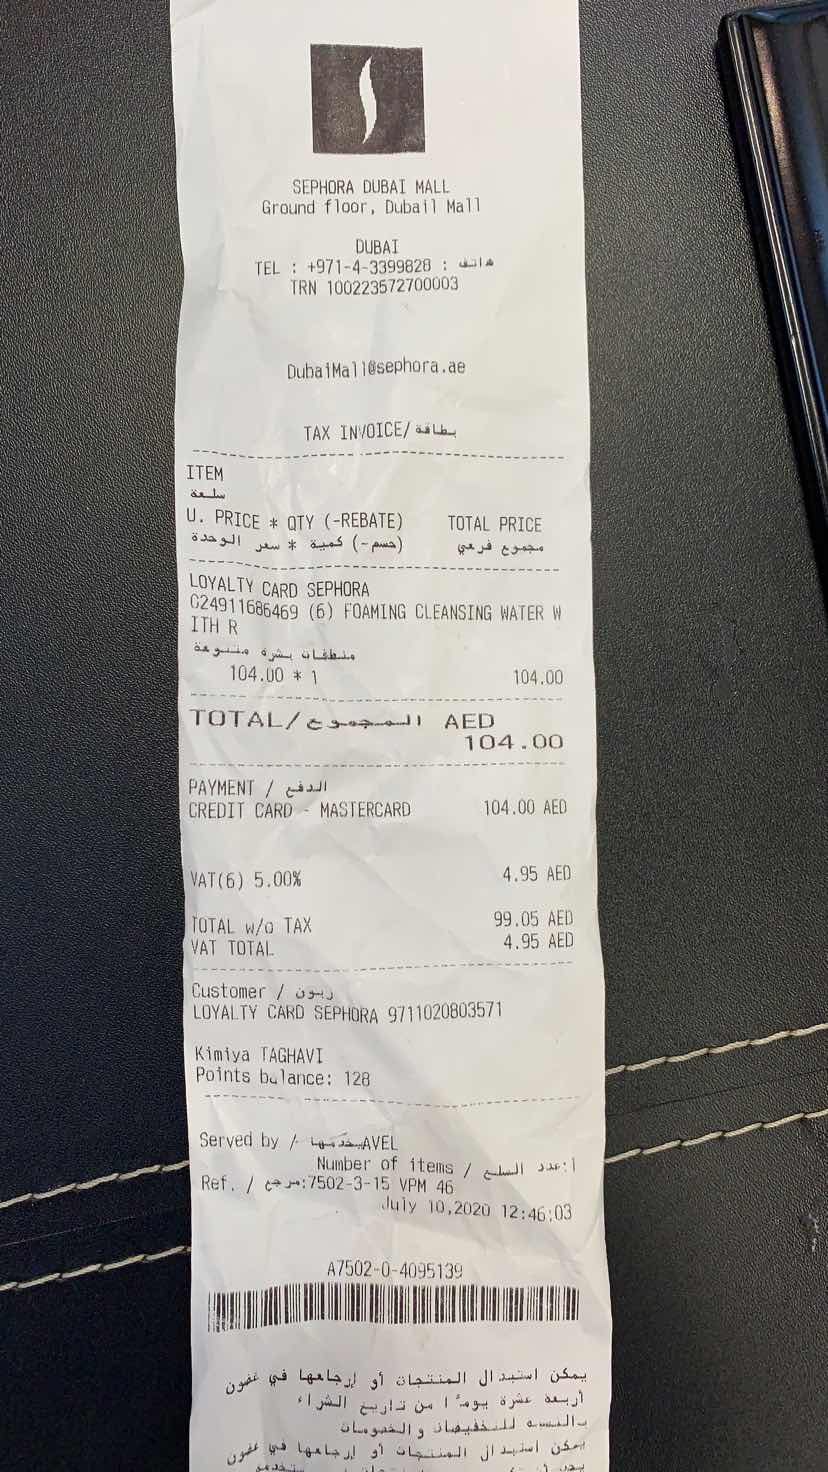 SEPHORA DUBAI MALL
Ground floor, Dubail Mall
DUBAI
TEL : +971-4-3399828 : هاتف
TRN 100223572700003
DubaiMall@sephora.ae
TAX INVOICE/بطاقة
ITEM
سلعة
U. PRICE * QTY (-REBATE) TOTAL PRICE
(حسم-) كمية * سعر الوحدة مجموع فرعي
LOYALTY CARD SEPHORA
024911686469 (6) FOAMING CLEANSING WATER W
ITH R
منظفات بشرة متنوعة
104.00 * 1 104.00
TOTAL/المجموع AED
104.00
PAYMENT / الدفع
CREDIT CARD - MASTERCARD 104.00 AED
VAT(6) 5.00% 4.95 AED
TOTAL w/o TAX 99.05 AED
VAT TOTAL 4.95 AED
Customer / زبون
LOYALTY CARD SEPHORA 9711020803571
Kimiya TAGHAVI
Points balance: 128
Served by / يخدمها AVEL
Number of items / عدد السلع :1
Ref. / مرجع:7502-3-15 VPM 46
July 10,2020 12:46:03
A7502-0-4095139
يمكن استبدال المنتجات أو إرجاعها في غضون
أربعة عشرة يوماً من تاريخ الشراء
بالنسبه للتخفيضات والخصومات
يمكن استبدال المنتجات أو إرجاعها في غضون